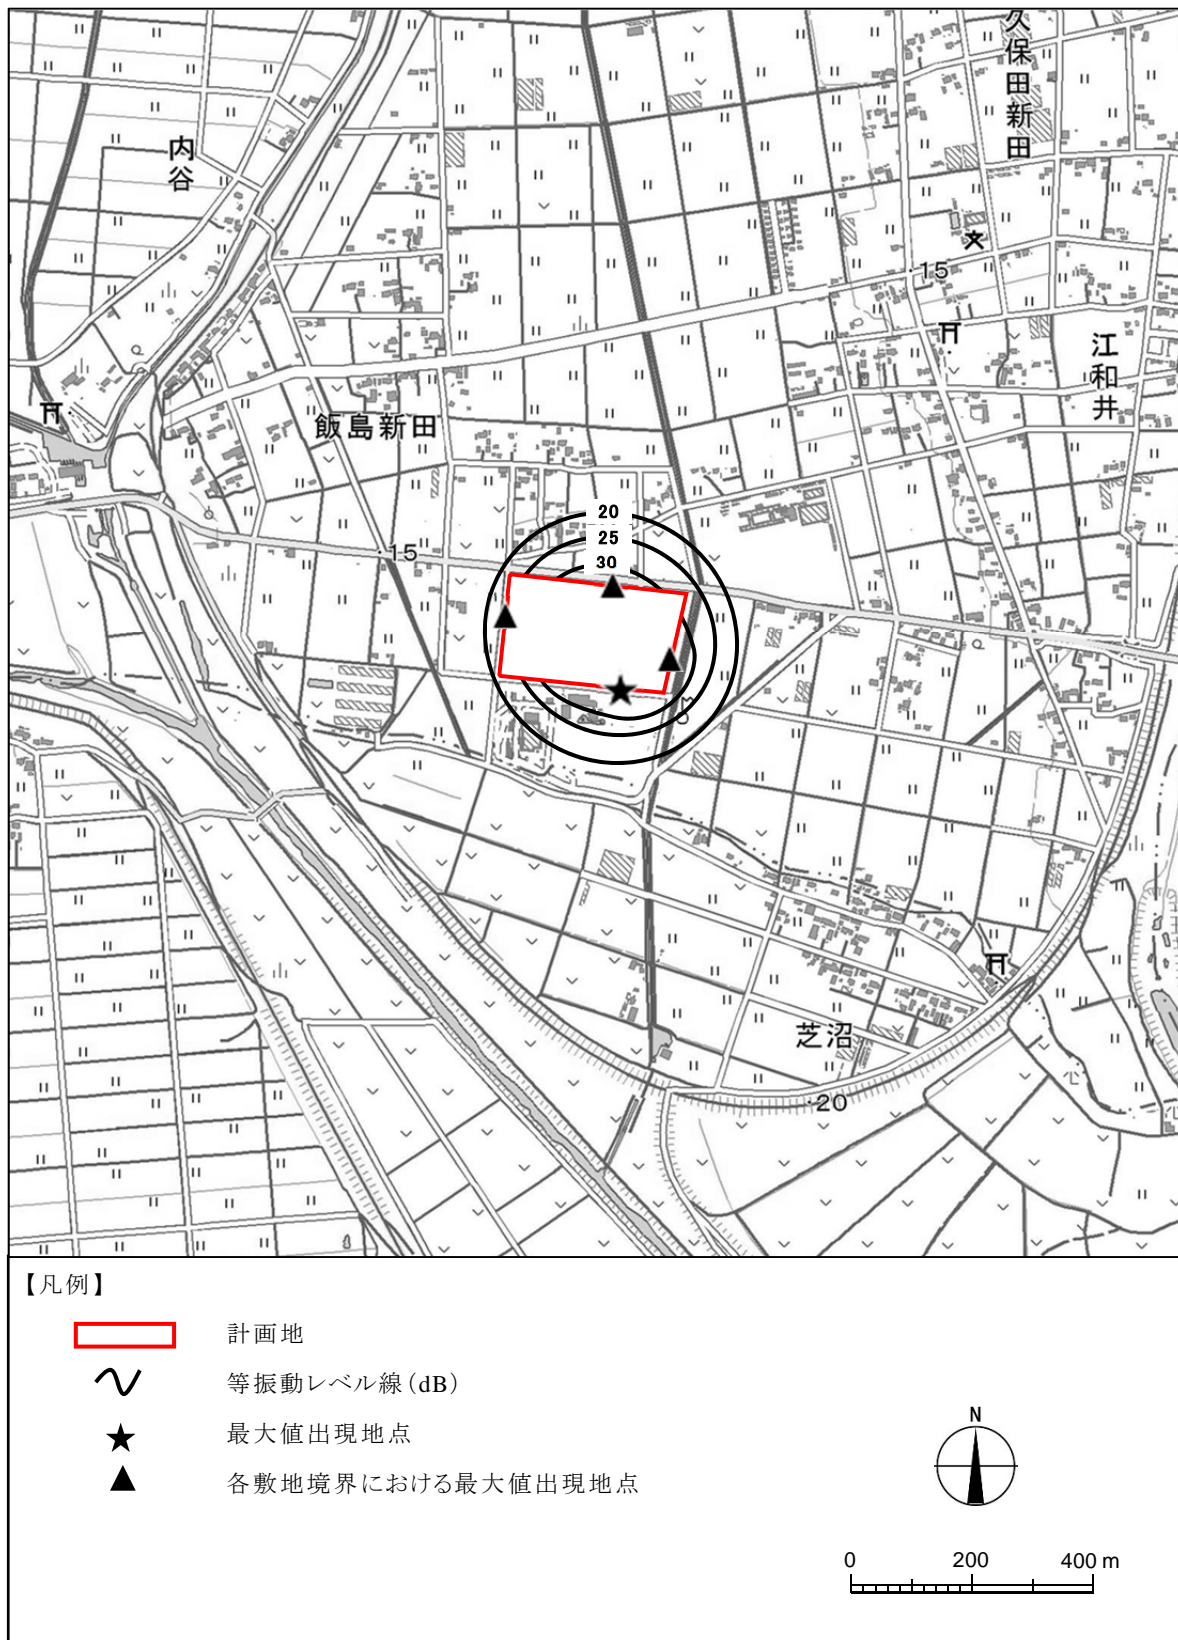 久保田新田
内谷
15
江和井
飯島新田
20
25
15
30
芝沼
20
【凡例】
計画地
等振動レベル線(dB)
最大値出現地点
各敷地境界における最大値出現地点
N
0 200 400 m